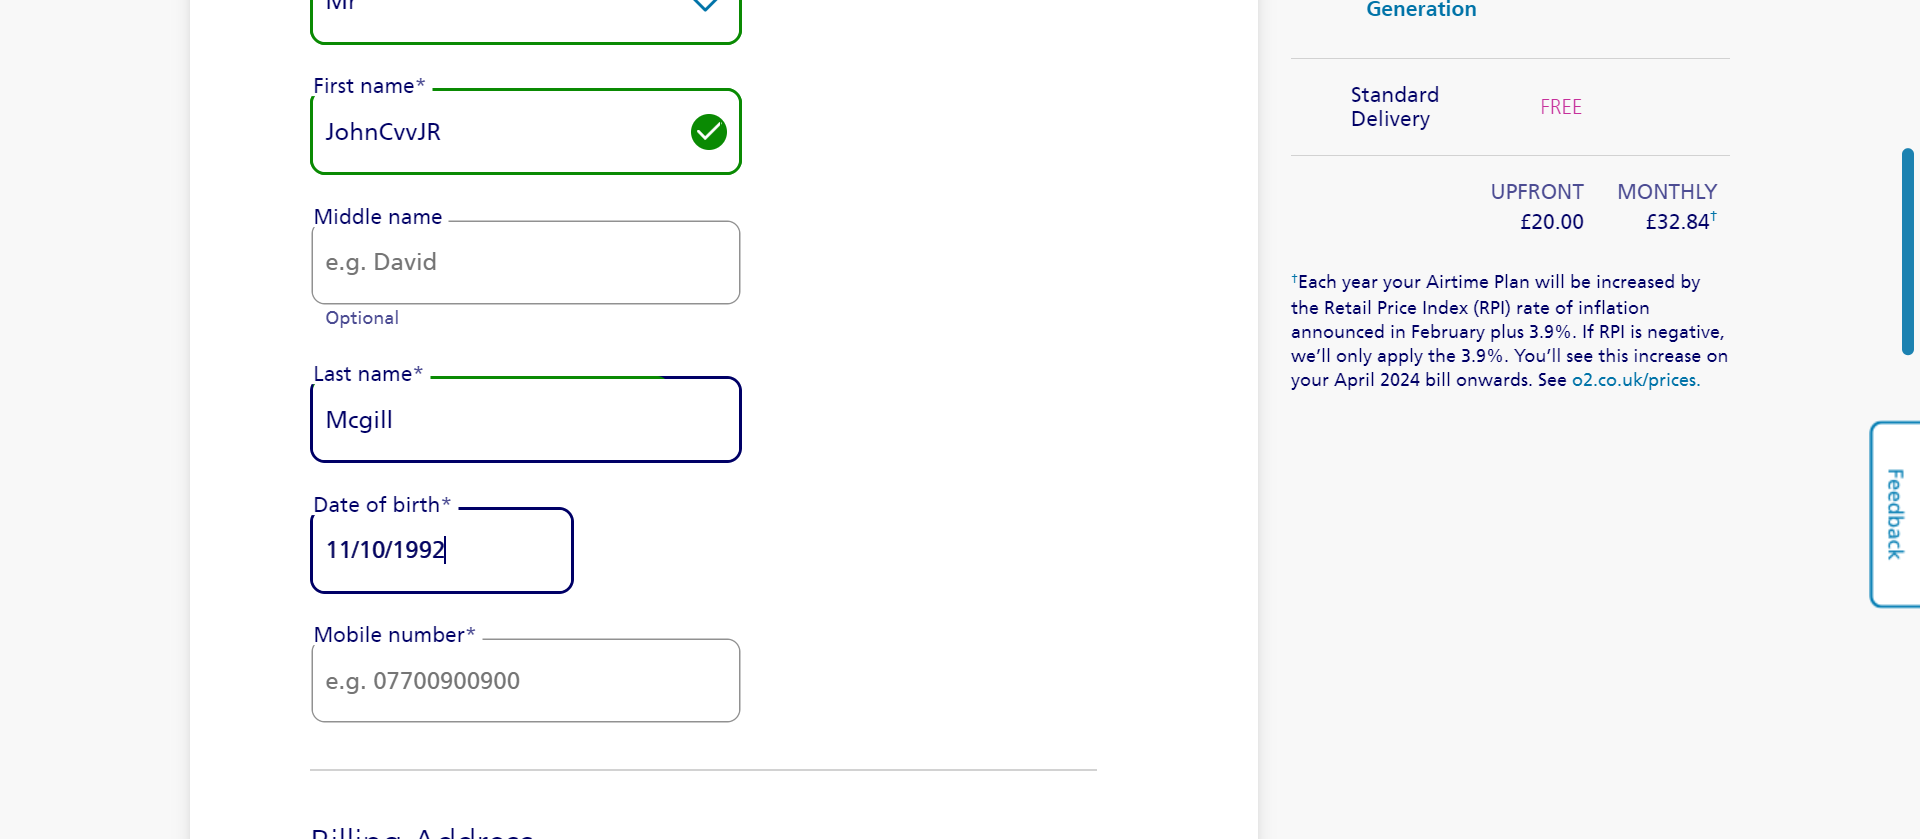 Mr
First name*
JohnCvvJR
Middle name
e.g. David
Optional
Last name*
Mcgill
Date of birth*
11/10/1992
Mobile number*
e.g. 07700900900
Billing Address
Generation
Standard
Delivery
FREE
UPFRONT MONTHLY
£20.00 £32.84†
†Each year your Airtime Plan will be increased by
the Retail Price Index (RPI) rate of inflation
announced in February plus 3.9%. If RPI is negative,
we’ll only apply the 3.9%. You’ll see this increase on
your April 2024 bill onwards. See o2.co.uk/prices.
Feedback